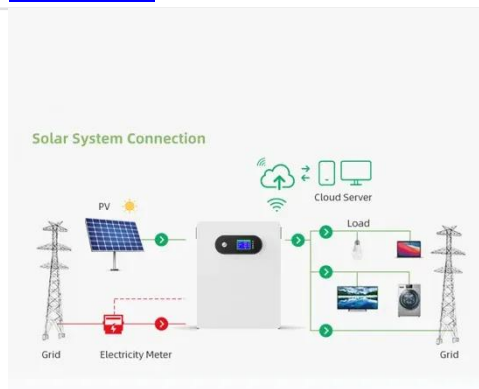 Solar System Connection
Cloud Server
PV
Load
Grid
Electricity Meter
Grid